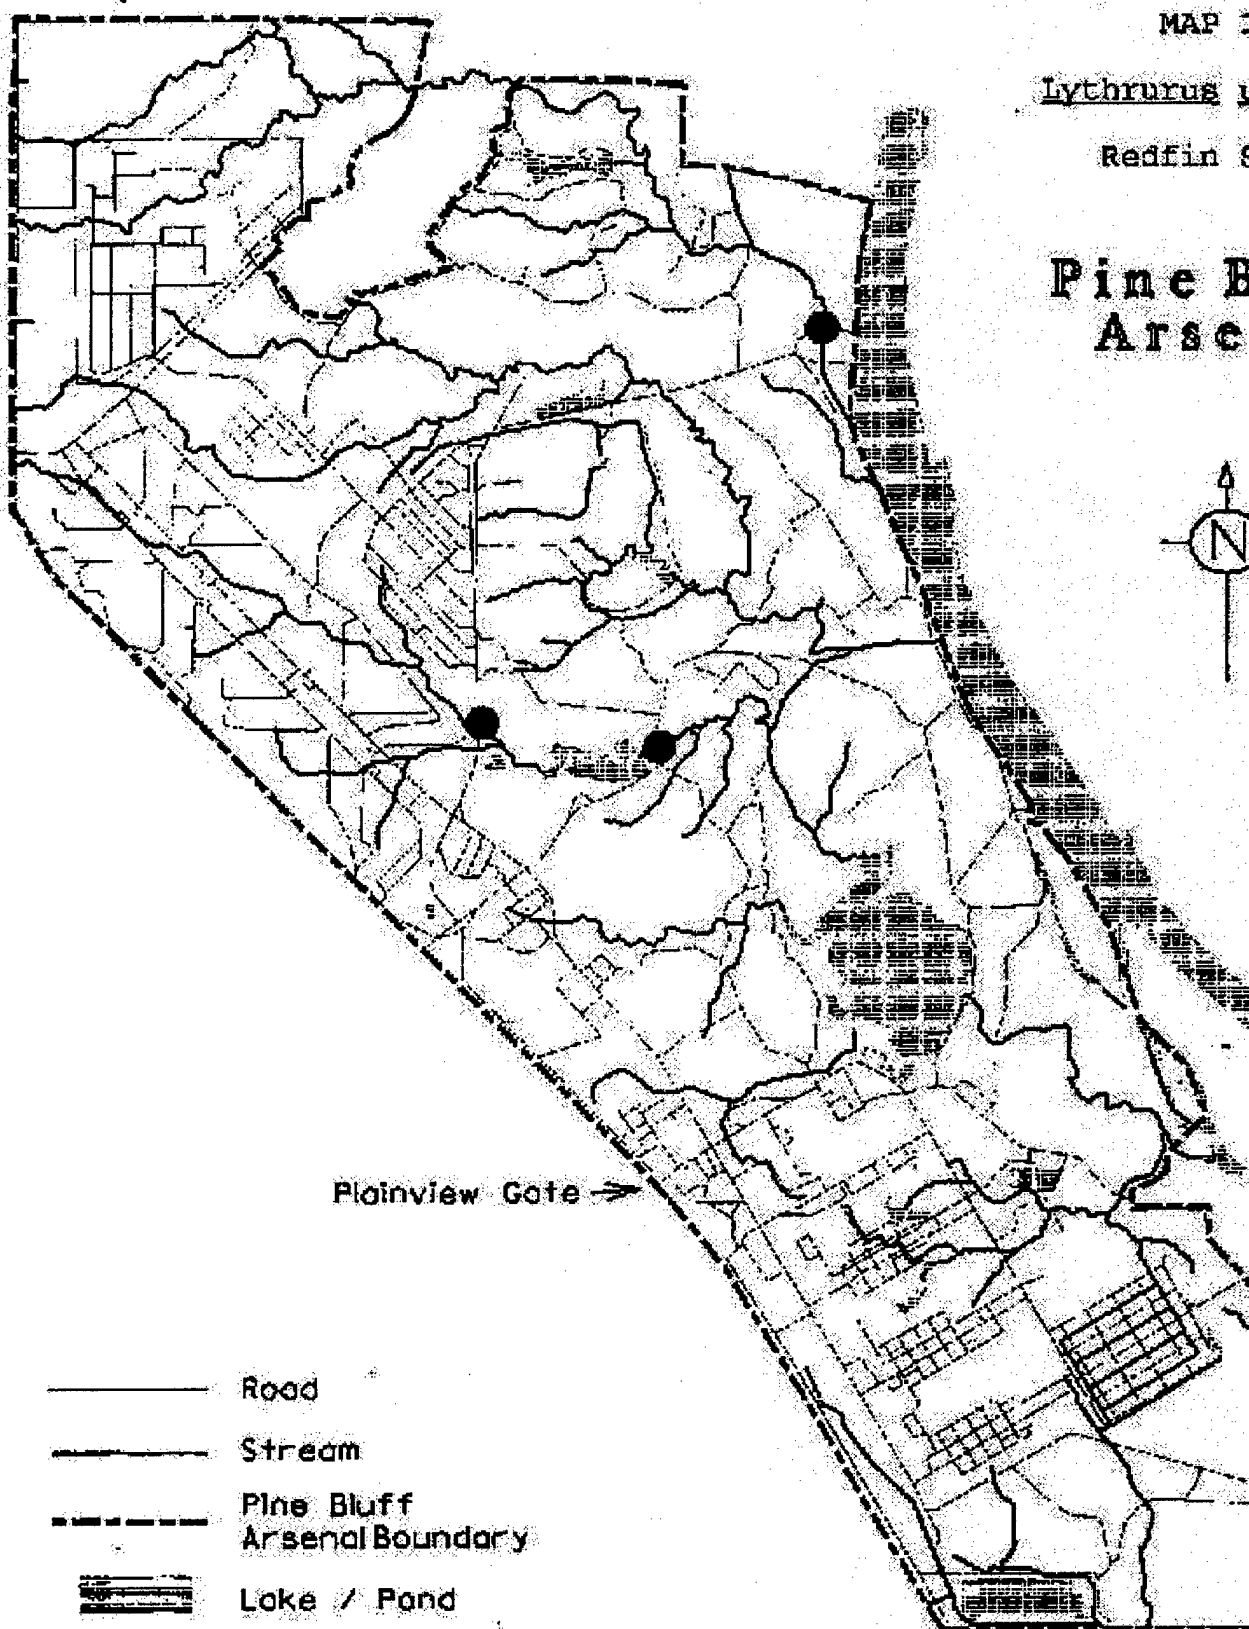 MAP
Lythrurus
Redfin
Pine B
Arse
N
Plainview Gate
Road
Stream
Pine Bluff
Arsenal Boundary
Lake / Pond